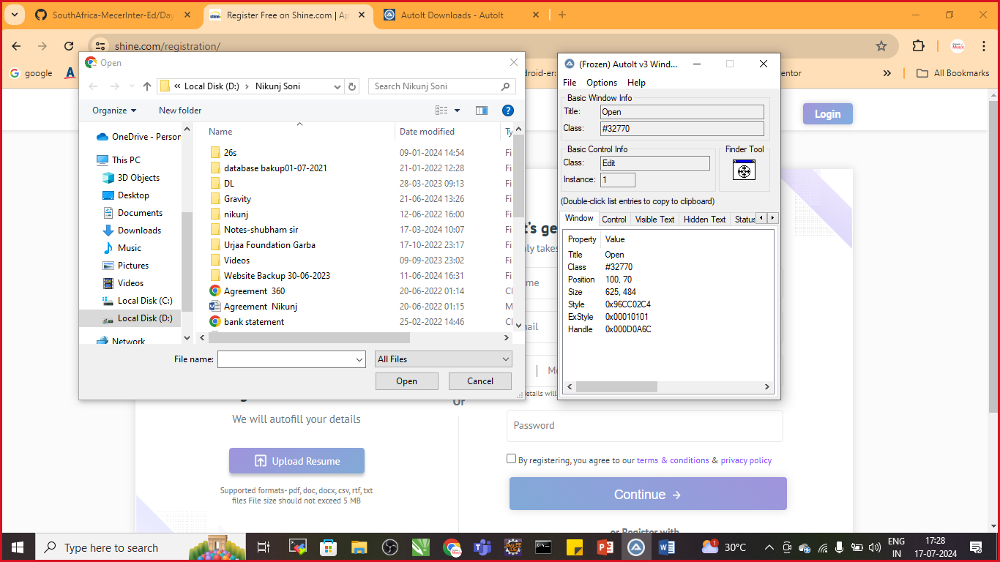 SouthAfrica-MecerInter-Ed/Day
Register Free on Shine.com | Ap
AutoIt Downloads - AutoIt
shine.com/registration/
google
droid-er:
entor
»
All Bookmarks
Open
« Local Disk (D:) > Nikunj Soni
Search Nikunj Soni
Organize
New folder
OneDrive - Person
This PC
3D Objects
Desktop
Documents
Downloads
Music
Pictures
Videos
Local Disk (C:)
Local Disk (D:)
Network
Name Date modified Ty
26s 09-01-2024 14:54 Fi
database bakup01-07-2021 21-01-2022 12:28 Fi
DL 28-03-2023 09:13 Fi
Gravity 21-06-2024 13:26 Fi
nikunj 12-06-2022 16:00 Fi
Notes-shubham sir 17-03-2024 10:07 Fi
Urjaa Foundation Garba 17-10-2022 23:17 Fi
Videos 09-09-2023 23:02 Fi
Website Backup 30-06-2023 11-06-2024 16:31 Fi
Agreement 360 20-06-2022 01:14 Cl
Agreement Nikunj 20-06-2022 01:15 M
bank statement 25-02-2022 14:46 Cl
File name:
All Files
Open
Cancel
(Frozen) AutoIt v3 Wind...
File Options Help
Basic Window Info
Title: Open
Class: #32770
Basic Control Info
Class: Edit
Instance: 1
Finder Tool
(Double-click list entries to copy to clipboard)
Window Control Visible Text Hidden Text Status
Property Value
Title Open
Class #32770
Position 100, 70
Size 625, 484
Style 0x96CC02C4
ExStyle 0x00010101
Handle 0x000D0A6C
Login
t's ge
nly takes
me
ail
Mo
details will
Or
We will autofill your details
Upload Resume
Supported formats- pdf, doc, docx, csv, rtf, txt
files File size should not exceed 5 MB
Password
By registering, you agree to our terms & conditions & privacy policy
Continue →
or Register with
Type here to search
30°C
ENG
IN
17:28
17-07-2024